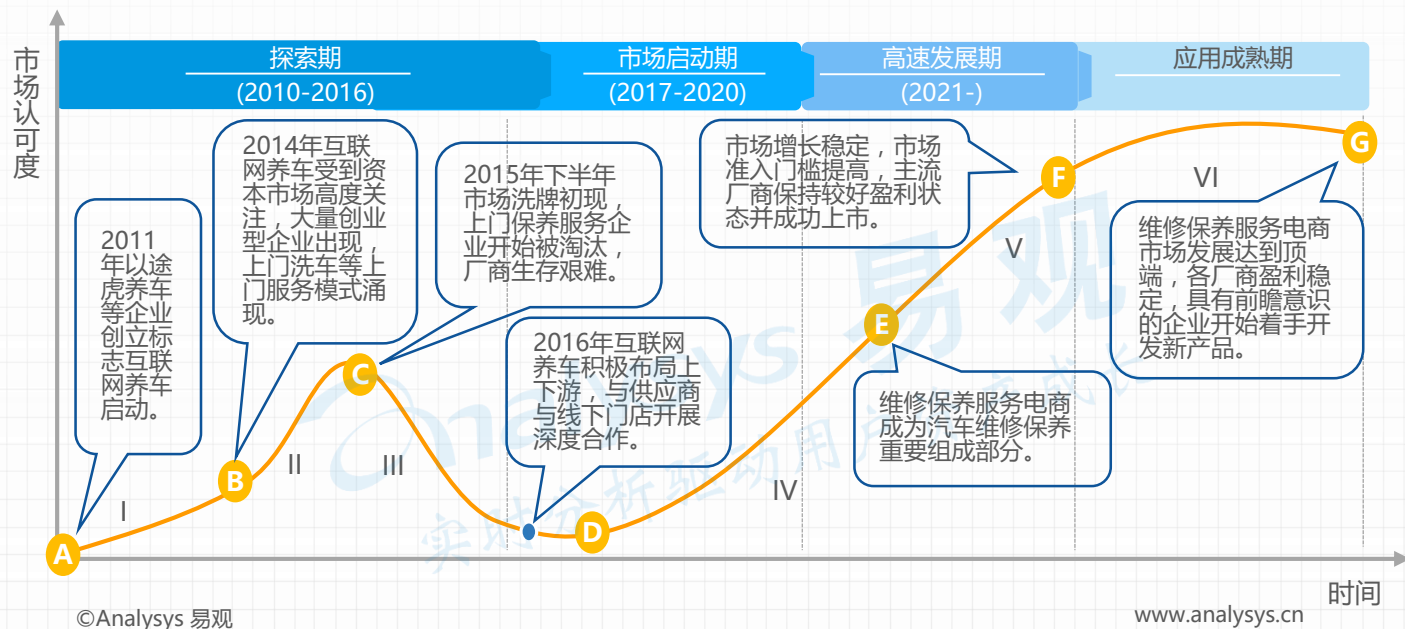 市场认可度
探索期
(2010-2016)
市场启动期
(2017-2020)
高速发展期
(2021-)
应用成熟期
2011
年以途
虎养车
等企业
创立标
志互联
网养车
启动。
2014年互联
网养车受到资
本市场高度关
注，大量创业
型企业出现，
上门洗车等上
门服务模式涌
现。
2015年下半年
市场洗牌初现，
上门保养服务企
业开始被淘汰，
厂商生存艰难。
2016年互联网
养车积极布局上
下游，与供应商
与线下门店开展
深度合作。
市场增长稳定，市场
准入门槛提高，主流
厂商保持较好盈利状
态并成功上市。
维修保养服务电商
成为汽车维修保养
重要组成部分。
维修保养服务电商
市场发展达到顶
端，各厂商盈利稳
定，具有前瞻意识
的企业开始着手开
发新产品。
A
I
B
II
C
III
D
IV
E
V
F
VI
G
nalysys 易观
实时分析驱动用户资产成长
时间
©Analysys 易观
www.analysys.cn